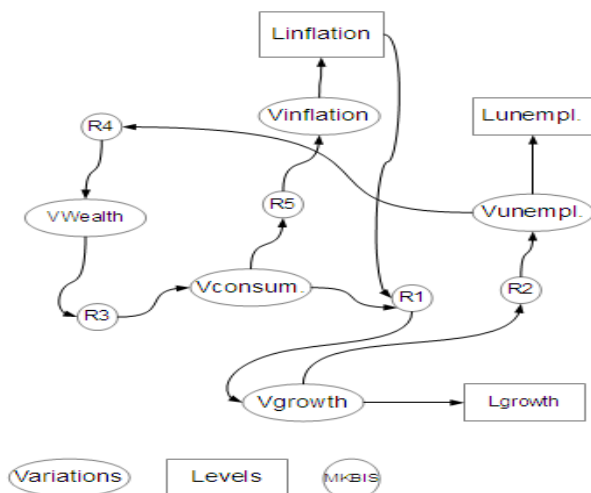 Linflation
R4
Vinflation
Lunempl.
VWealth
R5
Vunempl.
R3
Vconsum.
R1
R2
Vgrowth
Lgrowth
Variations
Levels
MKBIS